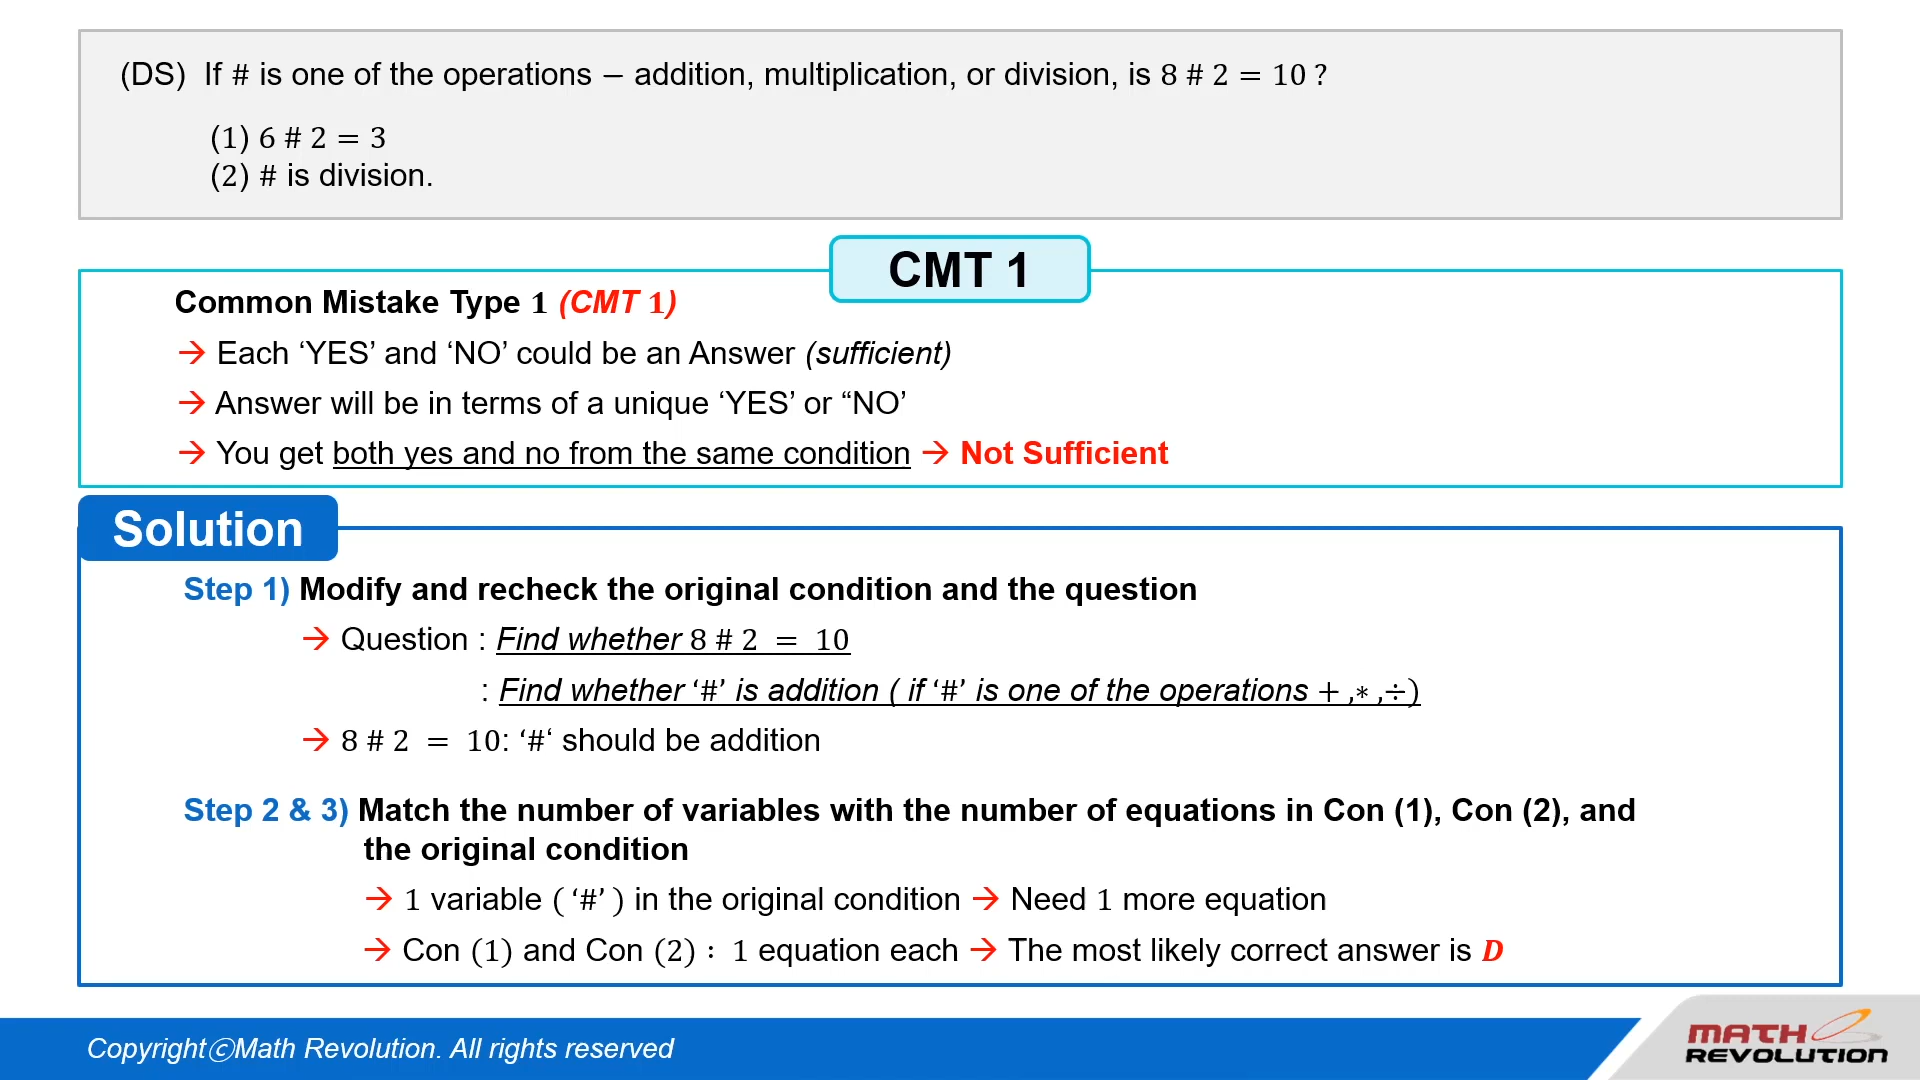 (DS) If # is one of the operations – addition, multiplication, or division, is 8 # 2 = 10 ?
(1) 6 # 2 = 3
(2) # is division.
CMT 1
Common Mistake Type 1 (CMT 1)
→ Each ‘YES’ and ‘NO’ could be an Answer (sufficient)
→ Answer will be in terms of a unique ‘YES’ or “NO’
→ You get both yes and no from the same condition → Not Sufficient
Solution
Step 1) Modify and recheck the original condition and the question
→ Question : Find whether 8 # 2 = 10
: Find whether ‘#’ is addition ( if ‘#’ is one of the operations + ,∗ ,÷)
→ 8 # 2 = 10: ‘#‘ should be addition
Step 2 & 3) Match the number of variables with the number of equations in Con (1), Con (2), and
the original condition
→ 1 variable ( ‘#’ ) in the original condition → Need 1 more equation
→ Con (1) and Con (2) : 1 equation each → The most likely correct answer is D
CopyrightⓒMath Revolution. All rights reserved
MATH
REVOLUTION